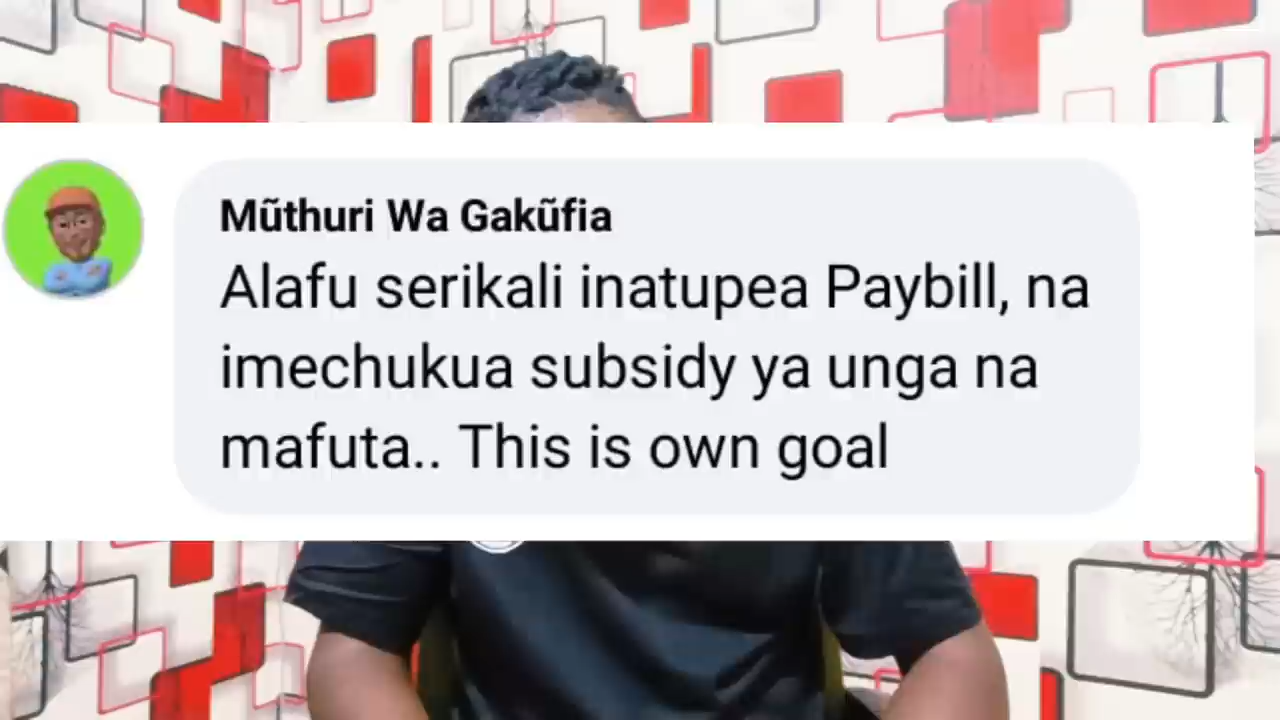 Mũthuri Wa Gakũfia
Alafu serikali inatupea Paybill, na
imechukua subsidy ya unga na
mafuta.. This is own goal